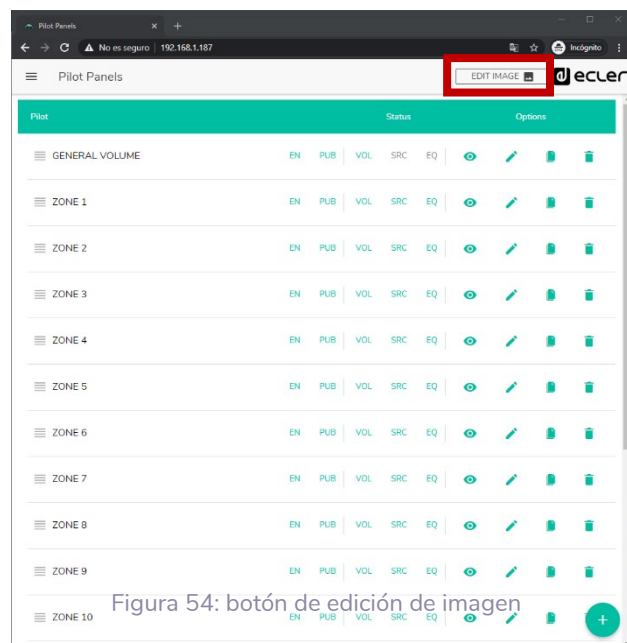 Pilot Panels
No es seguro 192.168.1.187 Incógnito
Pilot Panels EDIT IMAGE ecler
Pilot Status Options
GENERAL VOLUME EN PUB VOL SRC EQ
ZONE 1 EN PUB VOL SRC EQ
ZONE 2 EN PUB VOL SRC EQ
ZONE 3 EN PUB VOL SRC EQ
ZONE 4 EN PUB VOL SRC EQ
ZONE 5 EN PUB VOL SRC EQ
ZONE 6 EN PUB VOL SRC EQ
ZONE 7 EN PUB VOL SRC EQ
ZONE 8 EN PUB VOL SRC EQ
ZONE 9 EN PUB VOL SRC EQ
Figura 54: botón de edición de imagen
ZONE 10 EN PUB VOL SRC EQ